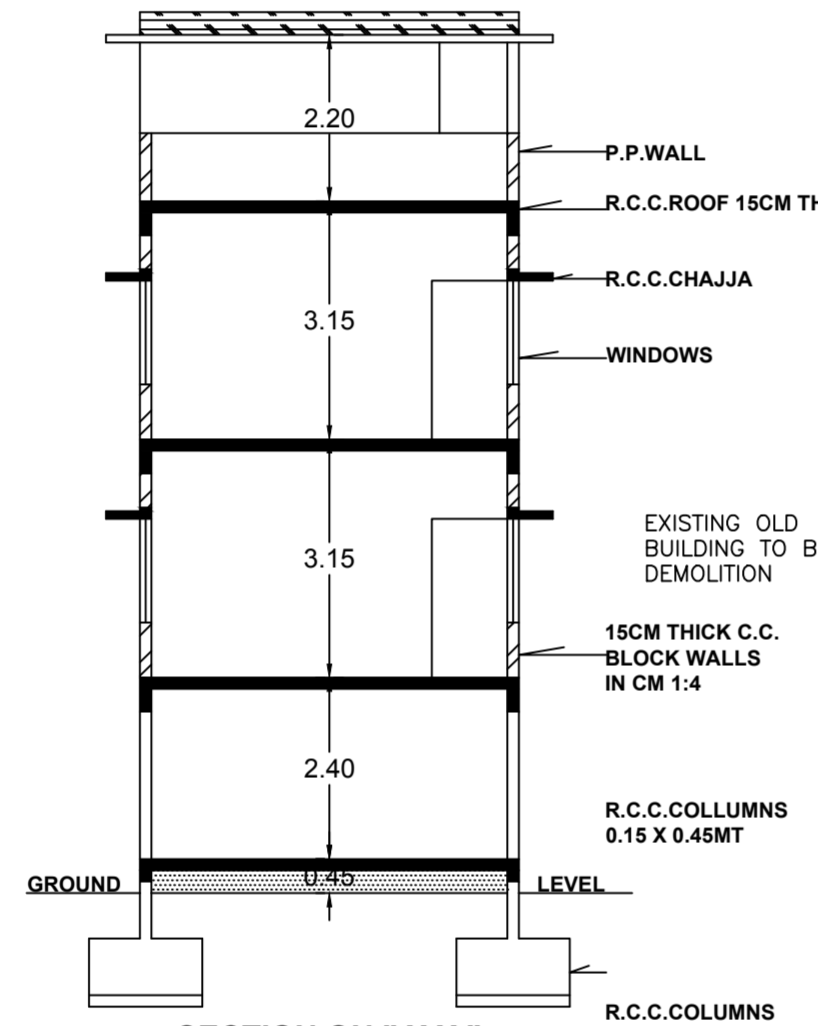 2.20
P.P.WALL
R.C.C.ROOF 15CM
R.C.C.CHAJJA
3.15
WINDOWS
EXISTING OLD
BUILDING TO
DEMOLITION
3.15
15CM THICK C.C.
BLOCK WALLS
IN CM 1:4
2.40
R.C.C.COLLUMNS
0.15 X 0.45MT
GROUND
0.45
LEVEL
R.C.C.COLUMNS